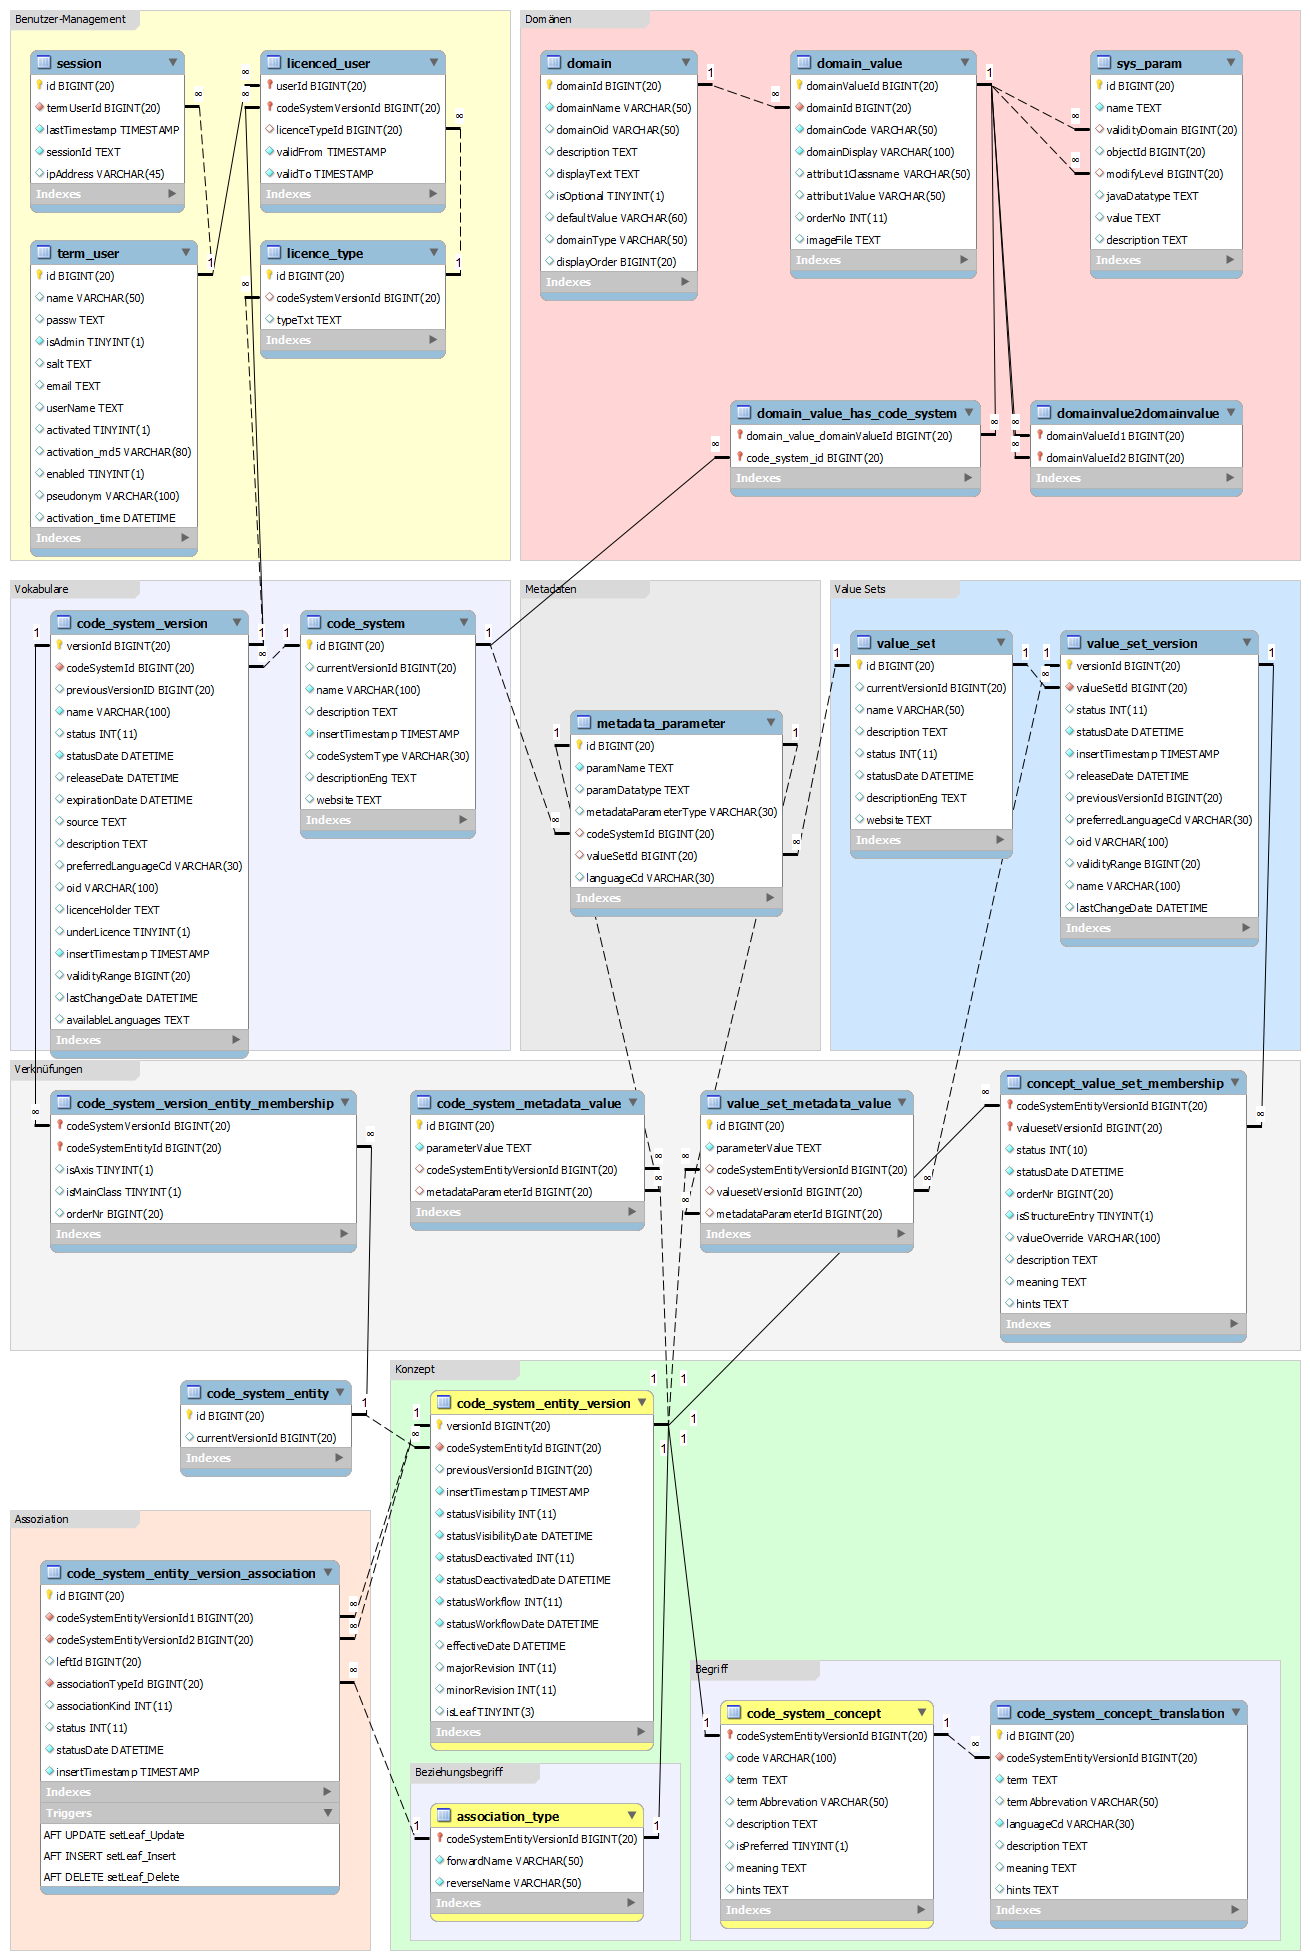 Benutzer-Management
session
id BIGINT(20)
termUserId BIGINT(20)
lastTimestamp TIMESTAMP
sessionId TEXT
ipAddress VARCHAR(45)
Indexes
licenced_user
userId BIGINT(20)
codeSystemVersionId BIGINT(20)
licenceTypeId BIGINT(20)
validFrom TIMESTAMP
validTo TIMESTAMP
Indexes
term_user
id BIGINT(20)
name VARCHAR(50)
passw TEXT
isAdmin TINYINT(1)
salt TEXT
email TEXT
userName TEXT
activated TINYINT(1)
activation_md5 VARCHAR(80)
enabled TINYINT(1)
pseudonym VARCHAR(100)
activation_time DATETIME
Indexes
licence_type
id BIGINT(20)
codeSystemVersionId BIGINT(20)
typeTxt TEXT
Indexes
Domänen
domain
domainId BIGINT(20)
domainName VARCHAR(50)
domainOid VARCHAR(50)
description TEXT
displayText TEXT
isOptional TINYINT(1)
defaultValue VARCHAR(60)
domainType VARCHAR(50)
displayOrder BIGINT(20)
Indexes
domain_value
domainValueId BIGINT(20)
domainId BIGINT(20)
domainCode VARCHAR(50)
domainDisplay VARCHAR(100)
attribut1Classname VARCHAR(50)
attribut1Value VARCHAR(50)
orderNo INT(11)
imageFile TEXT
Indexes
sys_param
id BIGINT(20)
name TEXT
validityDomain BIGINT(20)
objectId BIGINT(20)
modifyLevel BIGINT(20)
javaDatatype TEXT
value TEXT
description TEXT
Indexes
domain_value_has_code_system
domain_value_domainValueId BIGINT(20)
code_system_id BIGINT(20)
Indexes
domainvalue2domainvalue
domainValueId1 BIGINT(20)
domainValueId2 BIGINT(20)
Indexes
Vokabulare
code_system_version
versionId BIGINT(20)
codeSystemId BIGINT(20)
previousVersionID BIGINT(20)
name VARCHAR(100)
status INT(11)
statusDate DATETIME
releaseDate DATETIME
expirationDate DATETIME
source TEXT
description TEXT
preferredLanguageCd VARCHAR(30)
oid VARCHAR(100)
licenceHolder TEXT
underLicence TINYINT(1)
insertTimestamp TIMESTAMP
validityRange BIGINT(20)
lastChangeDate DATETIME
availableLanguages TEXT
Indexes
code_system
id BIGINT(20)
currentVersionId BIGINT(20)
name VARCHAR(100)
description TEXT
insertTimestamp TIMESTAMP
codeSystemType VARCHAR(30)
descriptionEng TEXT
website TEXT
Indexes
Metadaten
metadata_parameter
id BIGINT(20)
paramName TEXT
paramDatatype TEXT
metadataParameterType VARCHAR(30)
codeSystemId BIGINT(20)
valueSetId BIGINT(20)
languageCd VARCHAR(30)
Indexes
Value Sets
value_set
id BIGINT(20)
currentVersionId BIGINT(20)
name VARCHAR(50)
description TEXT
status INT(11)
statusDate DATETIME
descriptionEng TEXT
website TEXT
Indexes
value_set_version
versionId BIGINT(20)
valueSetId BIGINT(20)
status INT(11)
statusDate DATETIME
insertTimestamp TIMESTAMP
releaseDate DATETIME
previousVersionId BIGINT(20)
preferredLanguageCd VARCHAR(30)
oid VARCHAR(100)
validityRange BIGINT(20)
name VARCHAR(100)
lastChangeDate DATETIME
Indexes
Verknüfungen
code_system_version_entity_membership
codeSystemVersionId BIGINT(20)
codeSystemEntityId BIGINT(20)
isAxis TINYINT(1)
isMainClass TINYINT(1)
orderNr BIGINT(20)
Indexes
code_system_metadata_value
id BIGINT(20)
parameterValue TEXT
codeSystemEntityVersionId BIGINT(20)
metadataParameterId BIGINT(20)
Indexes
value_set_metadata_value
id BIGINT(20)
parameterValue TEXT
codeSystemEntityVersionId BIGINT(20)
valuesetVersionId BIGINT(20)
metadataParameterId BIGINT(20)
Indexes
concept_value_set_membership
codeSystemEntityVersionId BIGINT(20)
valuesetVersionId BIGINT(20)
status INT(10)
statusDate DATETIME
orderNr BIGINT(20)
isStructureEntry TINYINT(1)
valueOverride VARCHAR(100)
description TEXT
meaning TEXT
hints TEXT
Indexes
code_system_entity
id BIGINT(20)
currentVersionId BIGINT(20)
Indexes
Konzept
code_system_entity_version
versionId BIGINT(20)
codeSystemEntityId BIGINT(20)
previousVersionId BIGINT(20)
insertTimestamp TIMESTAMP
statusVisibility INT(11)
statusVisibilityDate DATETIME
statusDeactivated INT(11)
statusDeactivatedDate DATETIME
statusWorkflow INT(11)
statusWorkflowDate DATETIME
effectiveDate DATETIME
majorRevision INT(11)
minorRevision INT(11)
isLeaf TINYINT(3)
Indexes
Assoziation
code_system_entity_version_association
id BIGINT(20)
codeSystemEntityVersionId1 BIGINT(20)
codeSystemEntityVersionId2 BIGINT(20)
leftId BIGINT(20)
associationTypeId BIGINT(20)
associationKind INT(11)
status INT(11)
statusDate DATETIME
insertTimestamp TIMESTAMP
Indexes
Triggers
AFT UPDATE setLeaf_Update
AFT INSERT setLeaf_Insert
AFT DELETE setLeaf_Delete
Beziehungsbegriff
association_type
codeSystemEntityVersionId BIGINT(20)
forwardName VARCHAR(50)
reverseName VARCHAR(50)
Indexes
Begriff
code_system_concept
codeSystemEntityVersionId BIGINT(20)
code VARCHAR(100)
term TEXT
termAbbrevation VARCHAR(50)
description TEXT
isPreferred TINYINT(1)
meaning TEXT
hints TEXT
Indexes
code_system_concept_translation
id BIGINT(20)
codeSystemEntityVersionId BIGINT(20)
term TEXT
termAbbrevation VARCHAR(50)
languageCd VARCHAR(30)
description TEXT
meaning TEXT
hints TEXT
Indexes